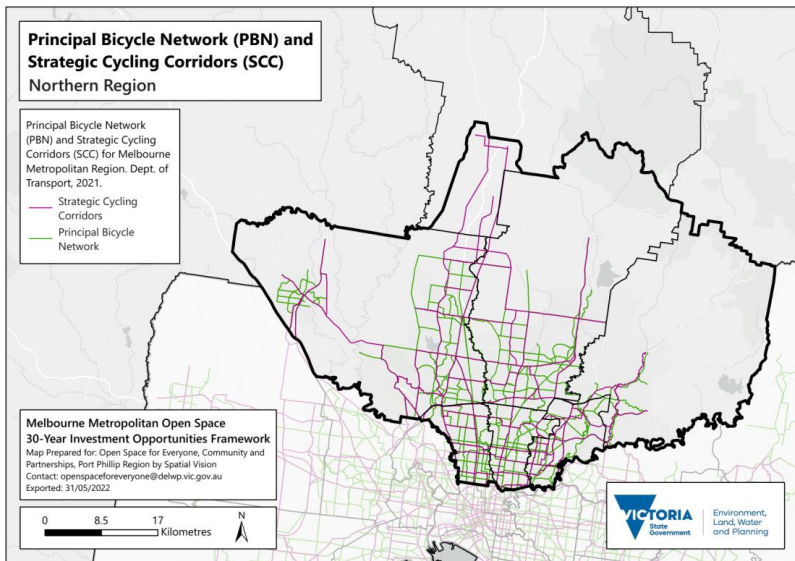 Principal Bicycle Network (PBN) and
Strategic Cycling Corridors (SCC)
Northern Region
Principal Bicycle Network
(PBN) and Strategic Cycling
Corridors (SCC) for Melbourne
Metropolitan Region. Dept. of
Transport, 2021.
Strategic Cycling
Corridors
Principal Bicycle
Network
Melbourne Metropolitan Open Space
30-Year Investment Opportunities Framework
Map Prepared for: Open Space for Everyone, Community and
Partnerships, Port Phillip Region by Spatial Vision
Contact: openspaceforeveryone@delwp.vic.gov.au
Exported: 31/05/2022
0 8.5 17
Kilometres
N
VICTORIA
State
Government
Environment,
Land, Water
and Planning